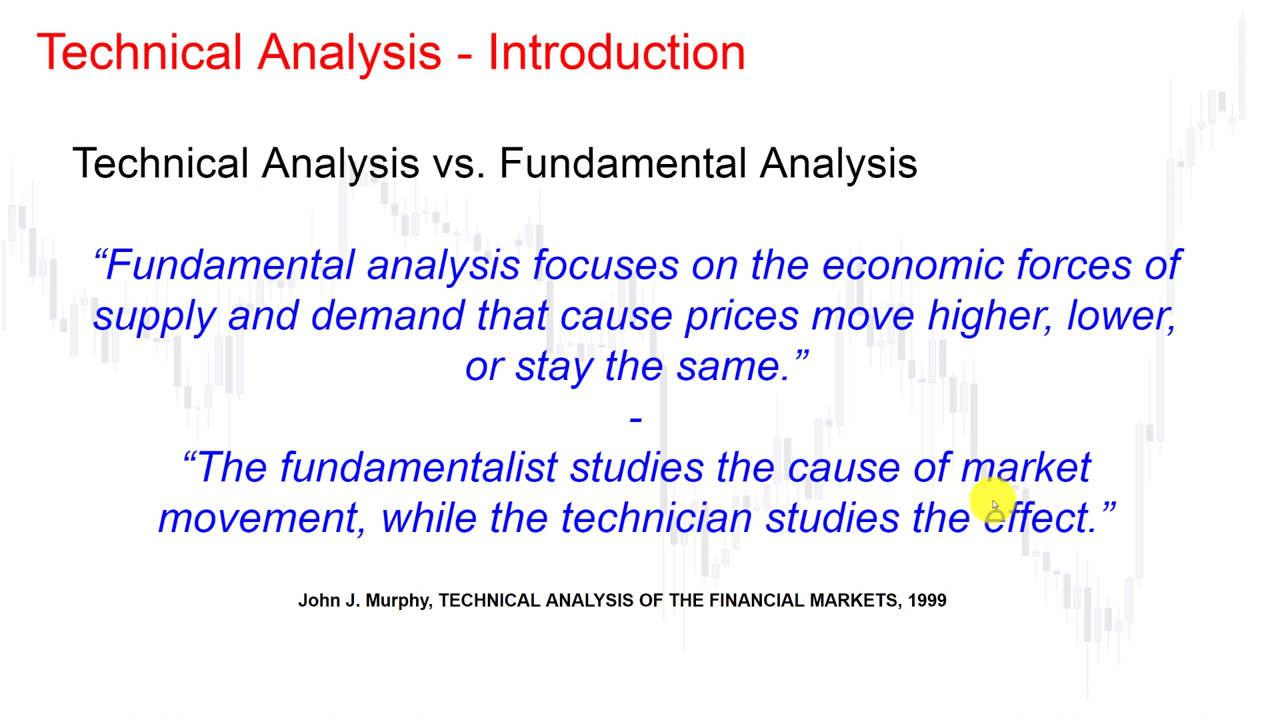 Technical Analysis - Introduction
Technical Analysis vs. Fundamental Analysis
“Fundamental analysis focuses on the economic forces of
supply and demand that cause prices move higher, lower,
or stay the same.”
-
“The fundamentalist studies the cause of market
movement, while the technician studies the effect.”
John J. Murphy, TECHNICAL ANALYSIS OF THE FINANCIAL MARKETS, 1999